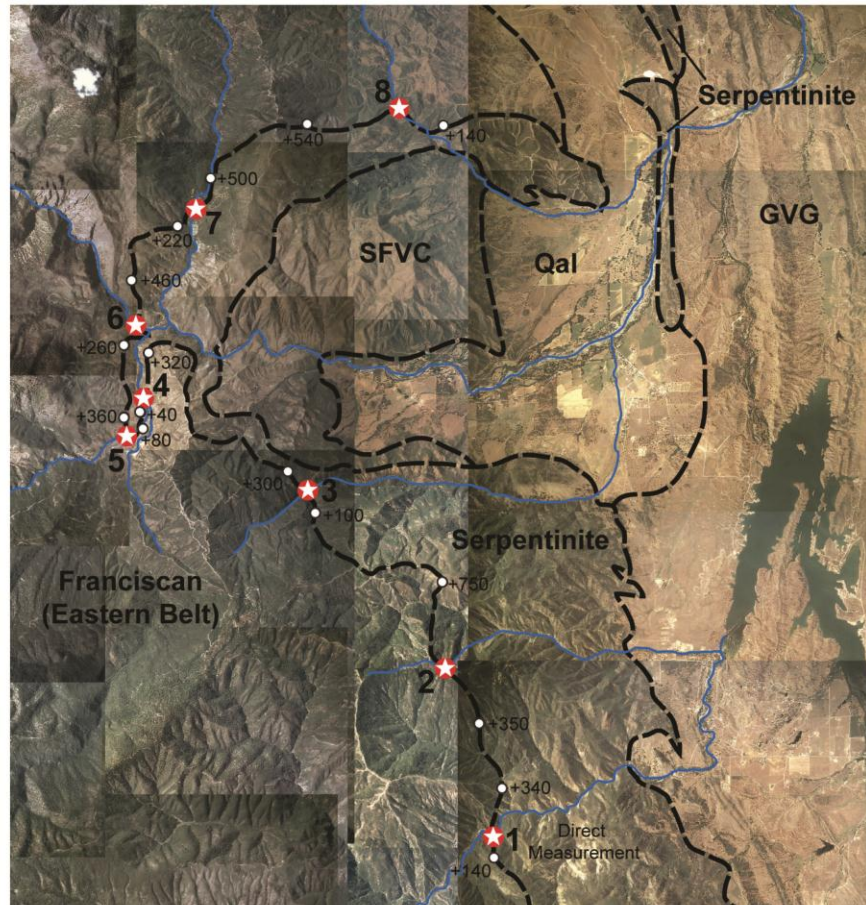 8
Serpentinite
+540
+140
+500
7
+220
SFVC
Qal
GVG
+460
6
+260
+320
4
+360
+40
+80
5
+300
3
+100
Serpentinite
Franciscan
(Eastern Belt)
+750
2
+350
+340
1
Direct
Measurement
+140